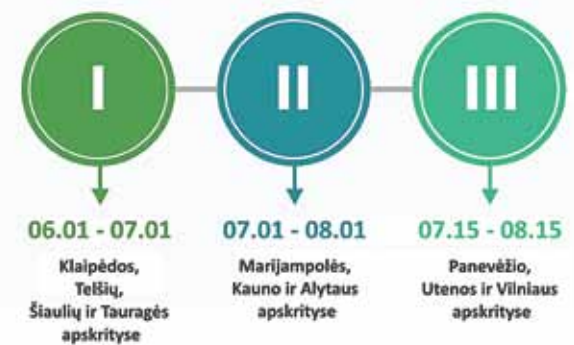 I
II
III
06.01 - 07.01
07.01 - 08.01
07.15 - 08.15
Klaipėdos,
Telšių,
Šiaulių ir Tauragės
apskrityse
Marijampolės,
Kauno ir Alytaus
apskrityse
Panevėžio,
Utenos ir Vilniaus
apskrityse